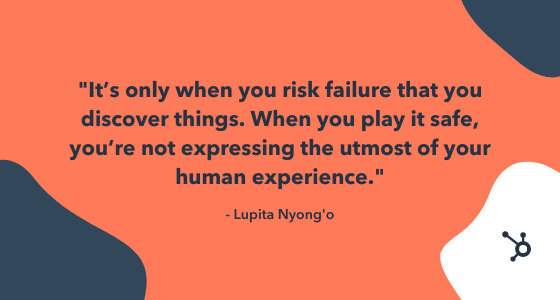 "It’s only when you risk failure that you
discover things. When you play it safe,
you’re not expressing the utmost of your
human experience."
- Lupita Nyong'o